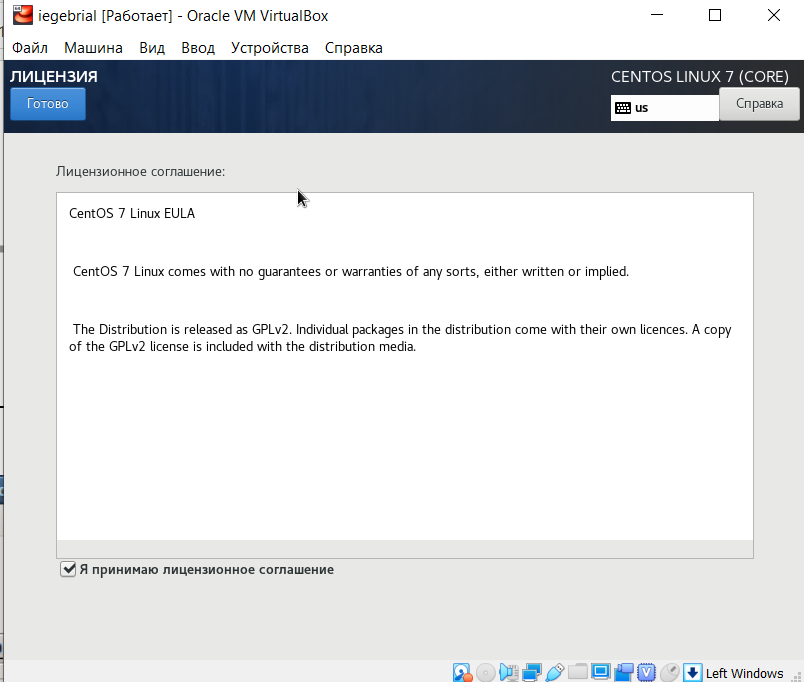 iegebrial [Работает] - Oracle VM VirtualBox
Файл Машина Вид Ввод Устройства Справка
ЛИЦЕНЗИЯ
CENTOS LINUX 7 (CORE)
Готово
us
Справка
Лицензионное соглашение:
CentOS 7 Linux EULA
CentOS 7 Linux comes with no guarantees or warranties of any sorts, either written or implied.
The Distribution is released as GPLv2. Individual packages in the distribution come with their own licences. A copy
of the GPLv2 license is included with the distribution media.
Я принимаю лицензионное соглашение
Left Windows